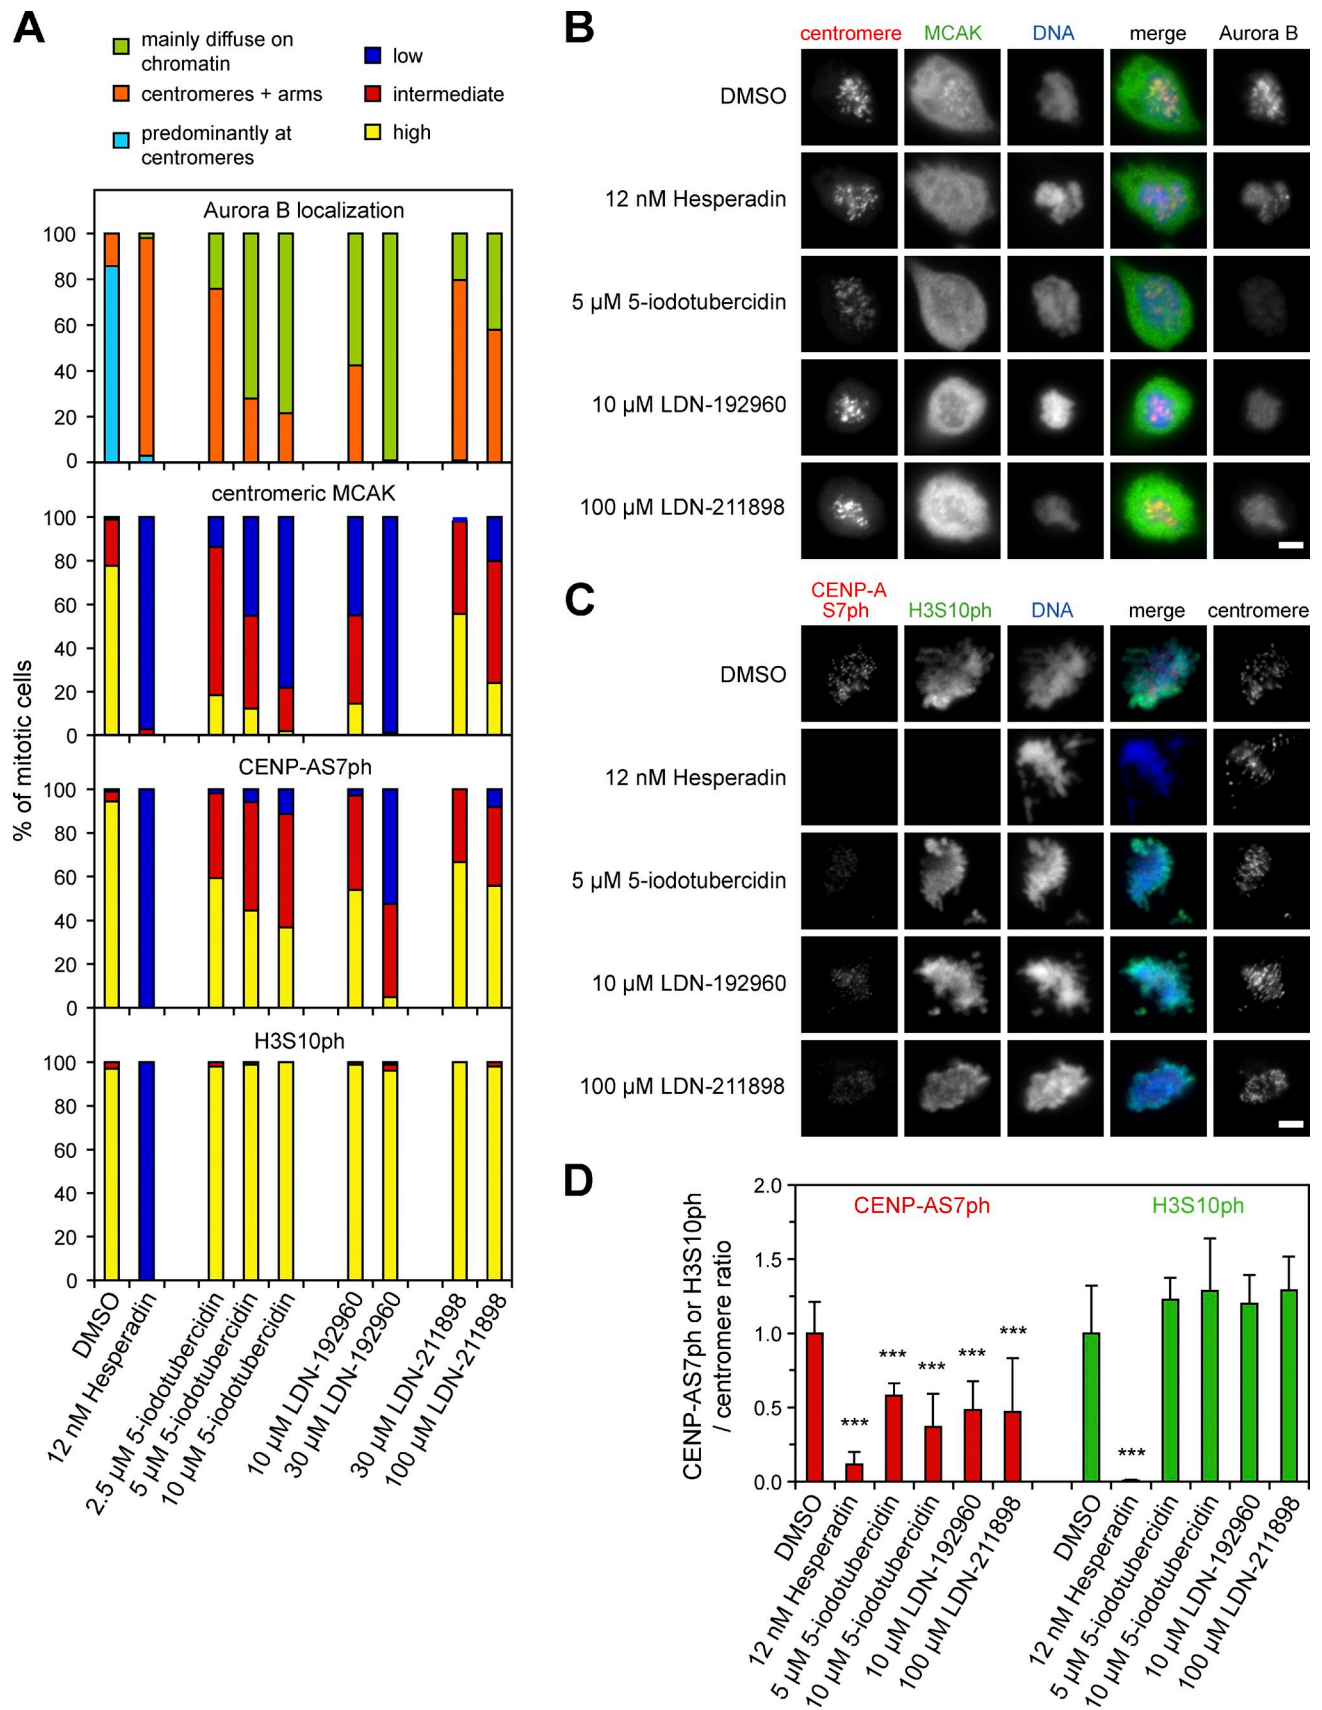 A
mainly diffuse on
chromatin
centromeres + arms
predominantly at
centromeres
low
intermediate
high
% of mitotic cells
Aurora B localization
100
80
60
40
20
0
centromeric MCAK
100
80
60
40
20
0
CENP-AS7ph
100
80
60
40
20
0
H3S10ph
100
80
60
40
20
0
DMSO
12 nM Hesperadin
2.5 µM 5-iodotubercidin
5 µM 5-iodotubercidin
10 µM 5-iodotubercidin
10 µM LDN-192960
30 µM LDN-192960
30 µM LDN-211898
100 µM LDN-211898
B
centromere MCAK DNA merge Aurora B
DMSO
12 nM Hesperadin
5 µM 5-iodotubercidin
10 µM LDN-192960
100 µM LDN-211898
C
CENP-A
S7ph H3S10ph DNA merge centromere
DMSO
12 nM Hesperadin
5 µM 5-iodotubercidin
10 µM LDN-192960
100 µM LDN-211898
D
CENP-AS7ph or H3S10ph
/ centromere ratio
2.0
1.5
1.0
0.5
0.0
CENP-AS7ph H3S10ph
*** *** *** *** *** ***
DMSO
12 nM Hesperadin
5 µM 5-iodotubercidin
10 µM 5-iodotubercidin
10 µM LDN-192960
100 µM LDN-211898
DMSO
12 nM Hesperadin
5 µM 5-iodotubercidin
10 µM 5-iodotubercidin
10 µM LDN-192960
100 µM LDN-211898